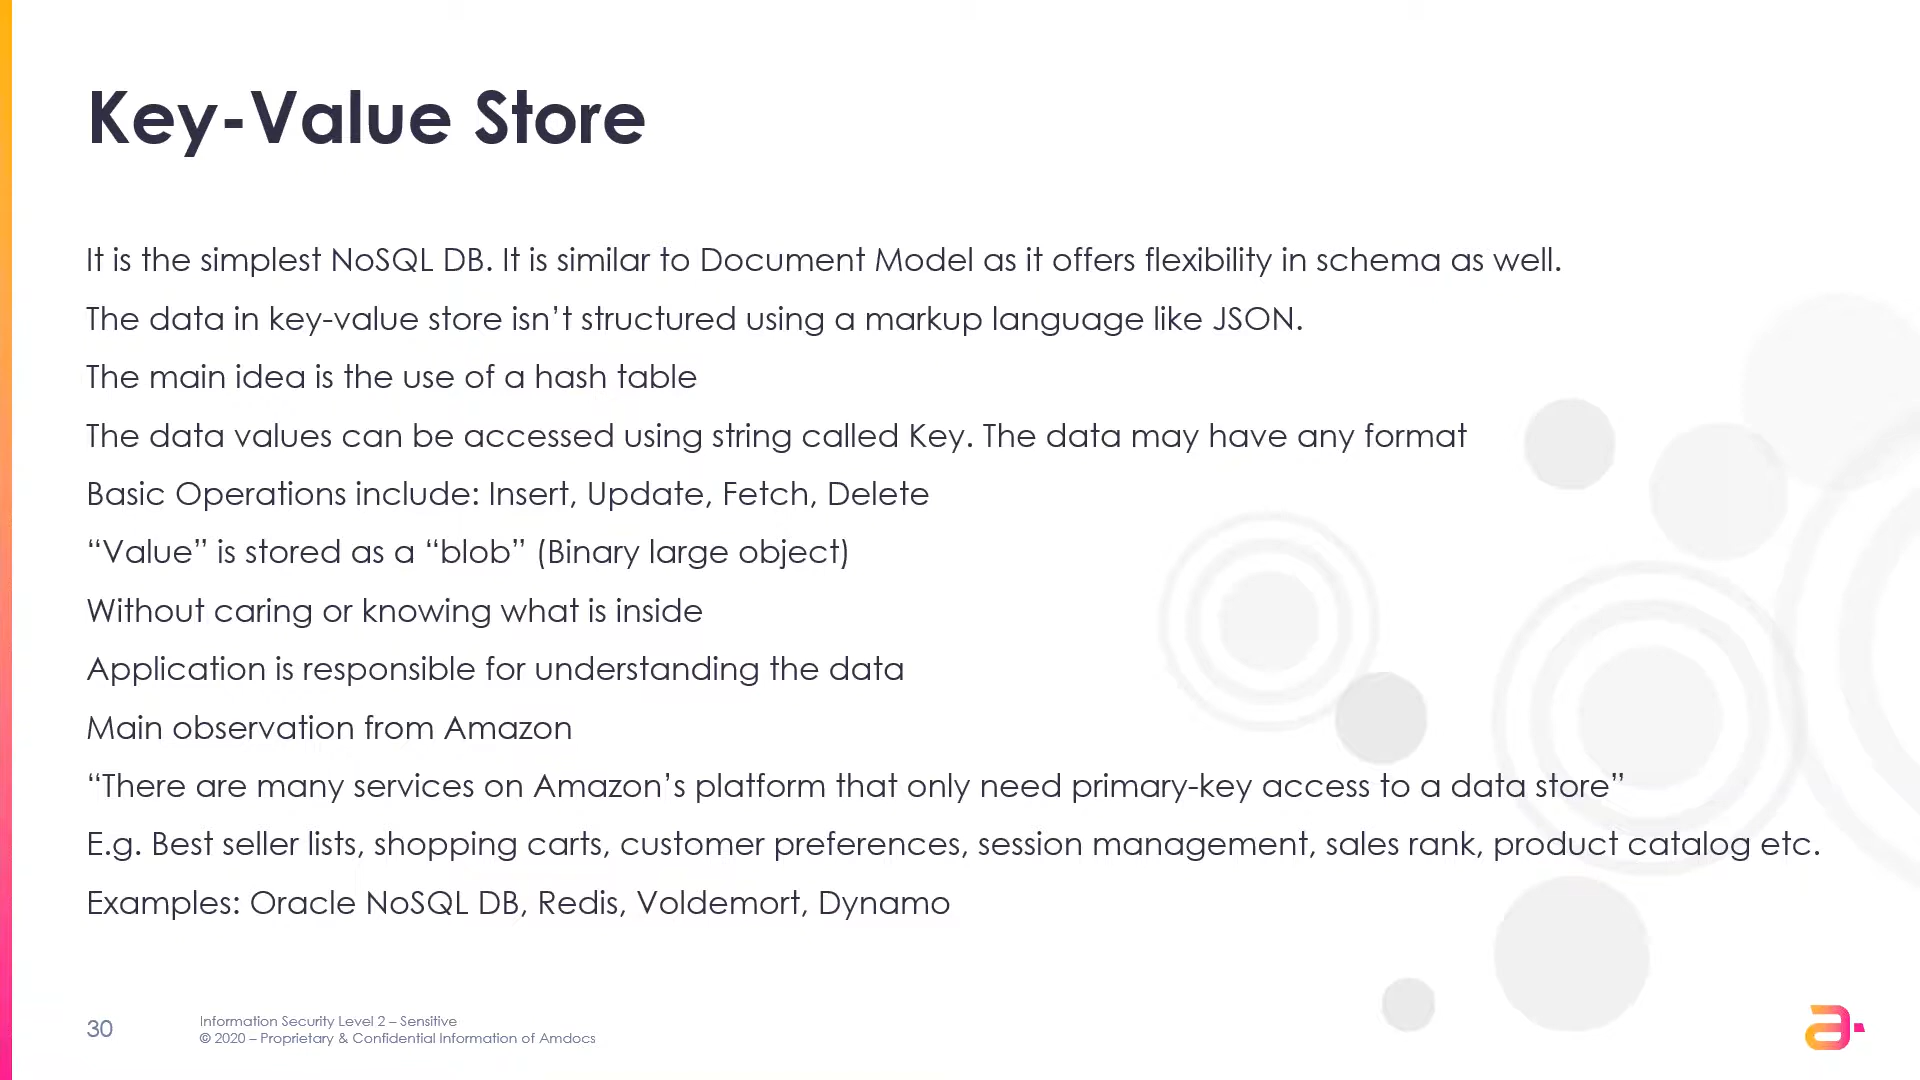 Key-Value Store
It is the simplest NoSQL DB. It is similar to Document Model as it offers flexibility in schema as well.
The data in key-value store isn’t structured using a markup language like JSON.
The main idea is the use of a hash table
The data values can be accessed using string called Key. The data may have any format
Basic Operations include: Insert, Update, Fetch, Delete
“Value” is stored as a “blob” (Binary large object)
Without caring or knowing what is inside
Application is responsible for understanding the data
Main observation from Amazon
“There are many services on Amazon’s platform that only need primary-key access to a data store”
E.g. Best seller lists, shopping carts, customer preferences, session management, sales rank, product catalog etc.
Examples: Oracle NoSQL DB, Redis, Voldemort, Dynamo
30
Information Security Level 2 – Sensitive
© 2020 – Proprietary & Confidential Information of Amdocs